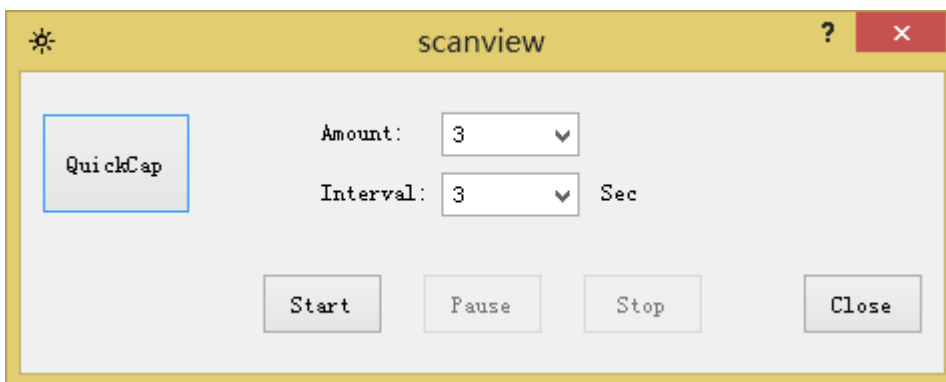 scanview ?
Amount: 3
QuickCap
Interval: 3 Sec
Start Pause Stop Close